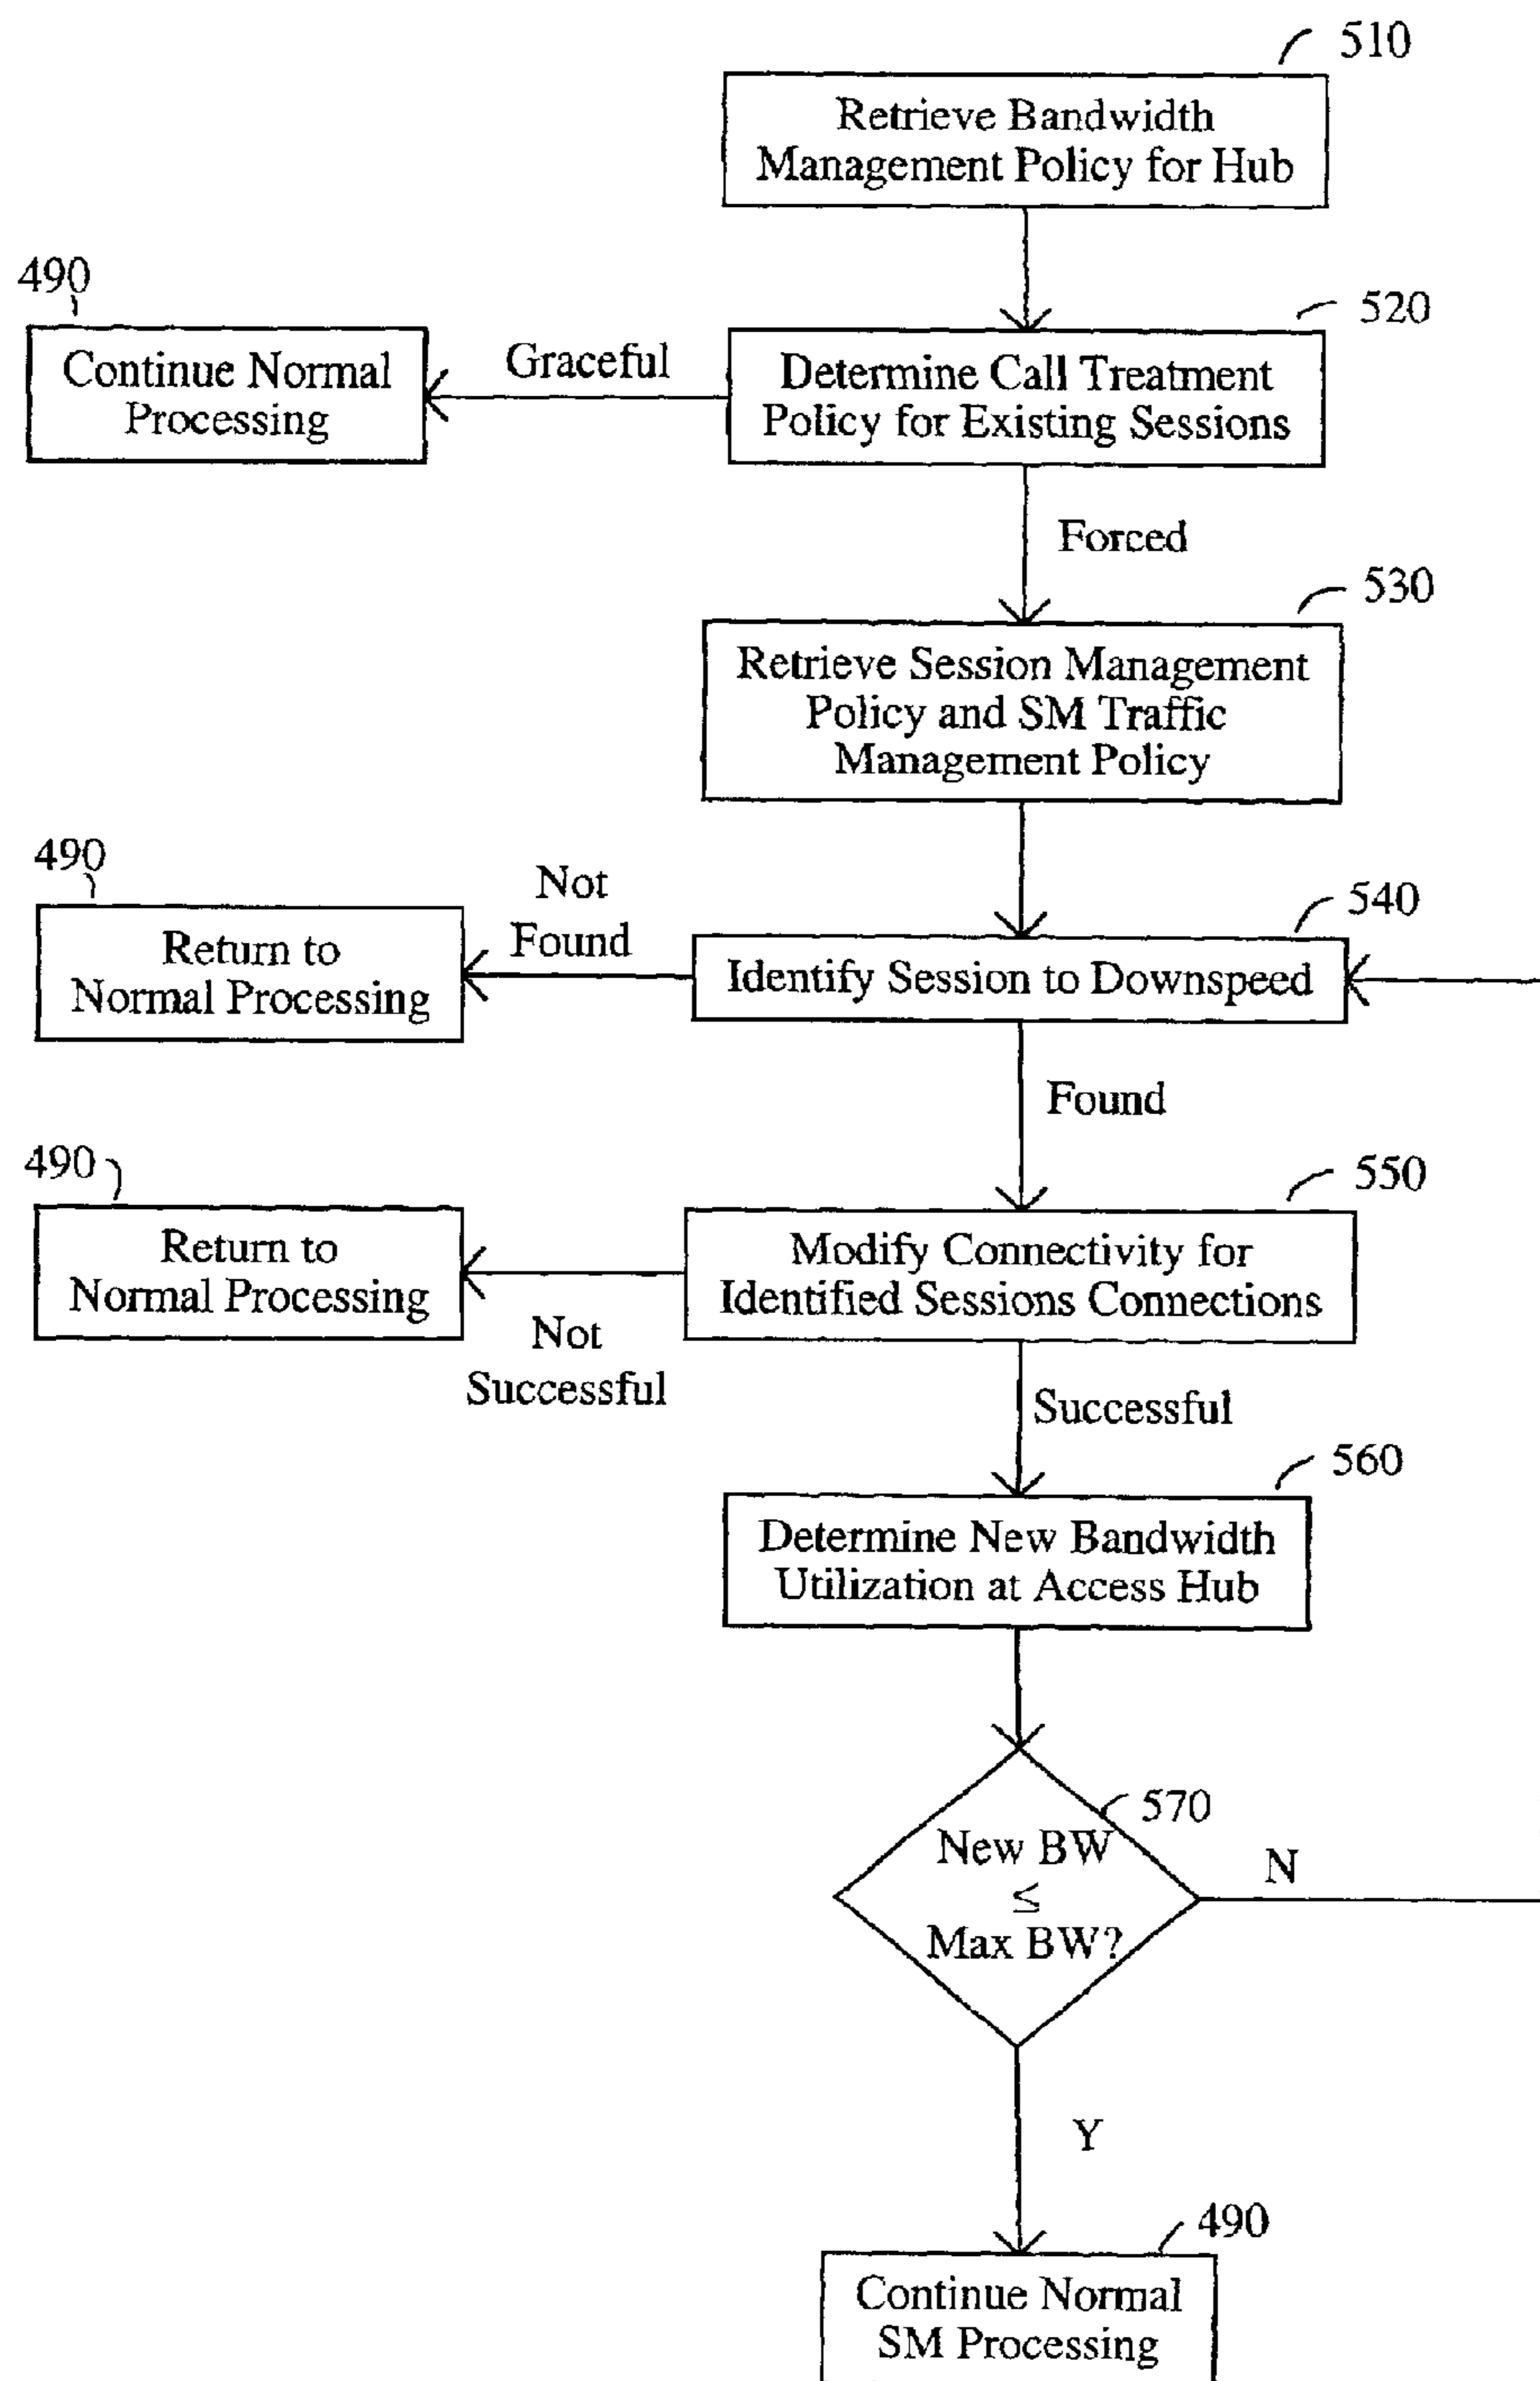 510
Retrieve Bandwidth
Management Policy for Hub
490
520
Continue Normal
Processing
Graceful
Determine Call Treatment
Policy for Existing Sessions
Forced
530
Retrieve Session Management
Policy and SM Traffic
Management Policy
490
Not
Found
540
Return to
Normal Processing
Identify Session to Downspeed
Found
490
550
Return to
Normal Processing
Modify Connectivity for
Identified Sessions Connections
Not
Successful
Successful
560
Determine New Bandwidth
Utilization at Access Hub
570
New BW
≤
Max BW?
N
Y
490
Continue Normal
SM Processing